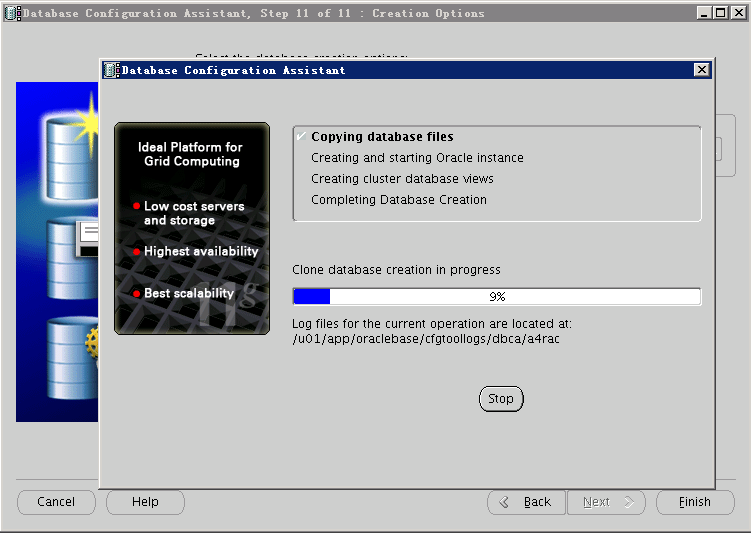 Database Configuration Assistant, Step 11 of 11 : Creation Options
Select the database creation options:
Database Configuration Assistant
Ideal Platform for
Grid Computing
Low cost servers
and storage
Highest availability
Best scalability
Copying database files
Creating and starting Oracle instance
Creating cluster database views
Completing Database Creation
Clone database creation in progress
9%
Log files for the current operation are located at:
/u01/app/oraclebase/cfgtoollogs/dbca/a4rac
Stop
Cancel
Help
Back
Next
Finish